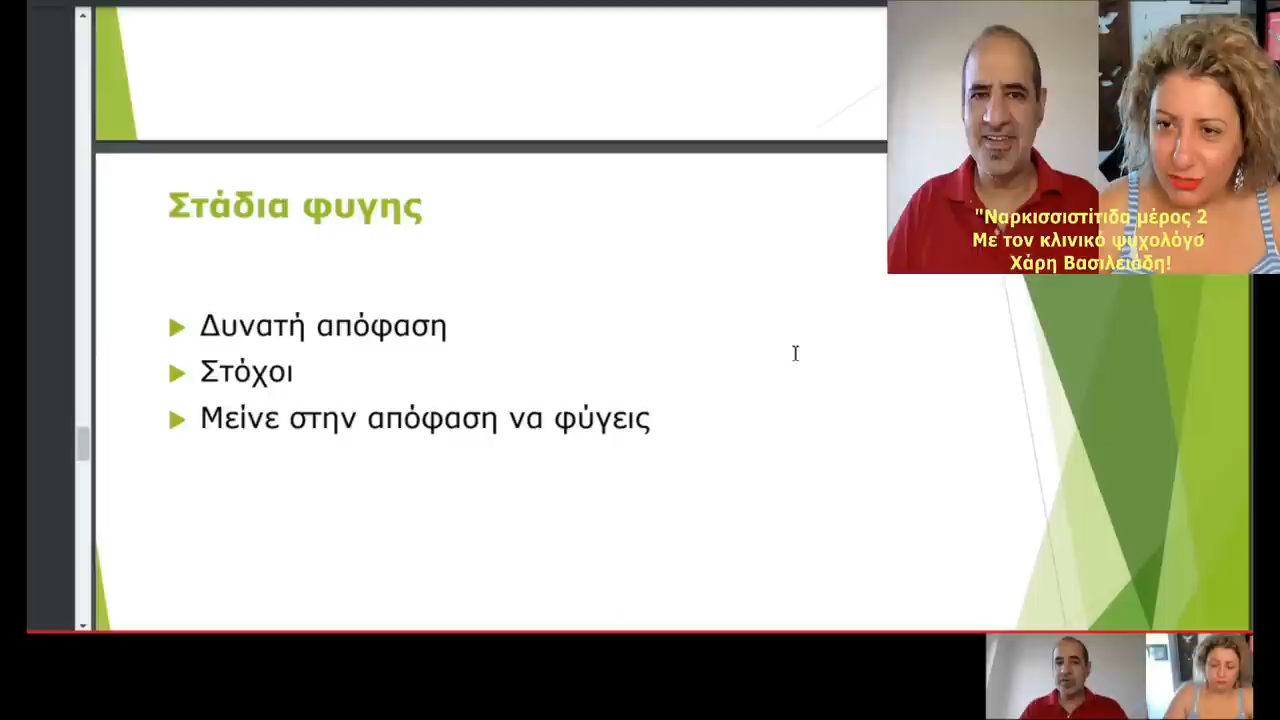 Στάδια φυγης
Δυνατή απόφαση
Στόχοι
Μείνε στην απόφαση να φύγεις
"Ναρκισσιστίτιδα μέρος 2
Με τον κλινικό ψυχολόγο
Χάρη Βασιλειάδη!